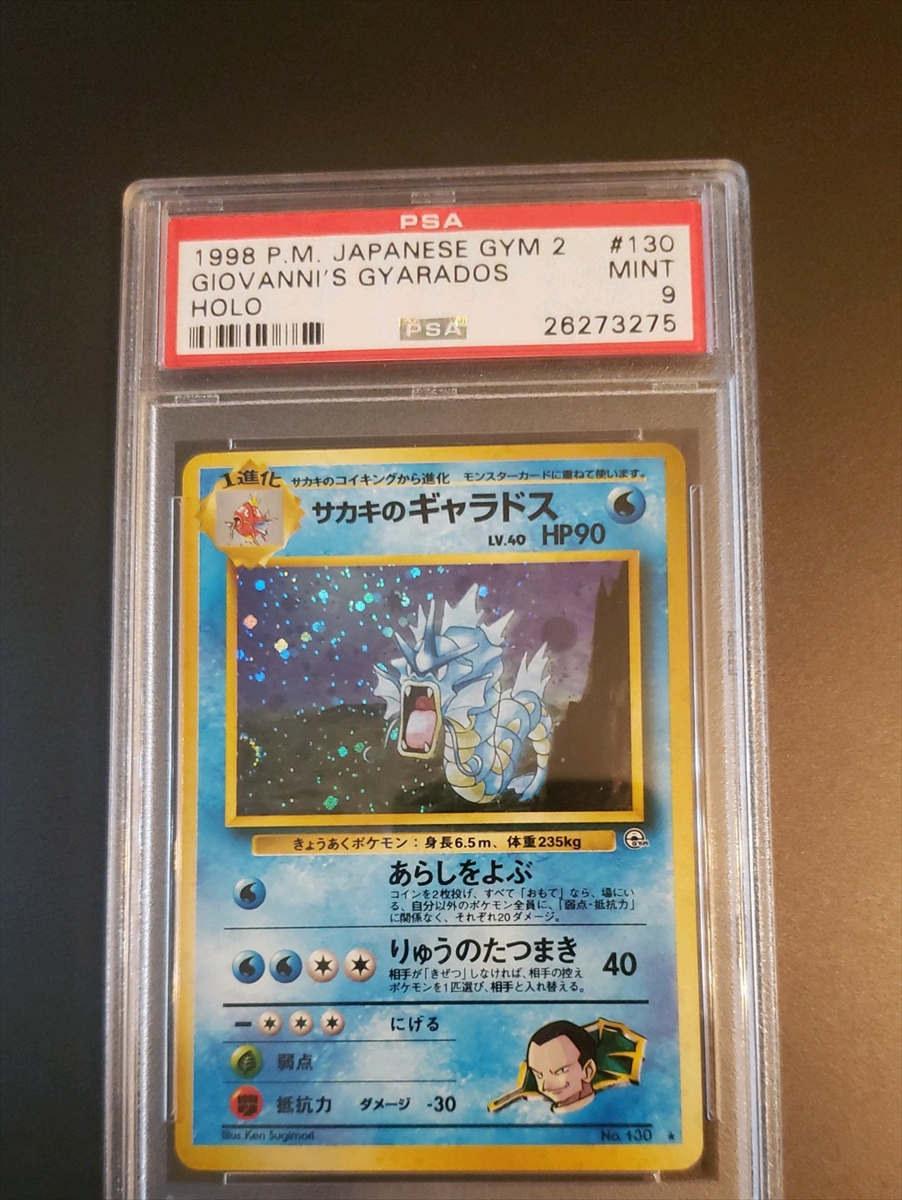 PSA
1998 P.M. JAPANESE GYM 2 #130
GIOVANNI'S GYARADOS MINT
HOLO 9
PSA 26273275
1進化 サカキのコイキングから進化 モンスターカードに重ねて使います。
サカキのギャラドス
LV.40 HP90
きょうあくポケモン：身長6.5m、体重235kg
あらしをよぶ
コインを2枚投げ、すべて「おもて」なら、場にい
る、自分以外のポケモン全員に、「弱点・抵抗力」
に関係なく、それぞれ20ダメージ。
りゅうのたつまき 40
相手が「きぜつ」しなければ、相手の控え
ポケモンを1匹選び、相手と入れ替える。
にげる
弱点
抵抗力 ダメージ -30
Illus. Ken Sugimori No. 130